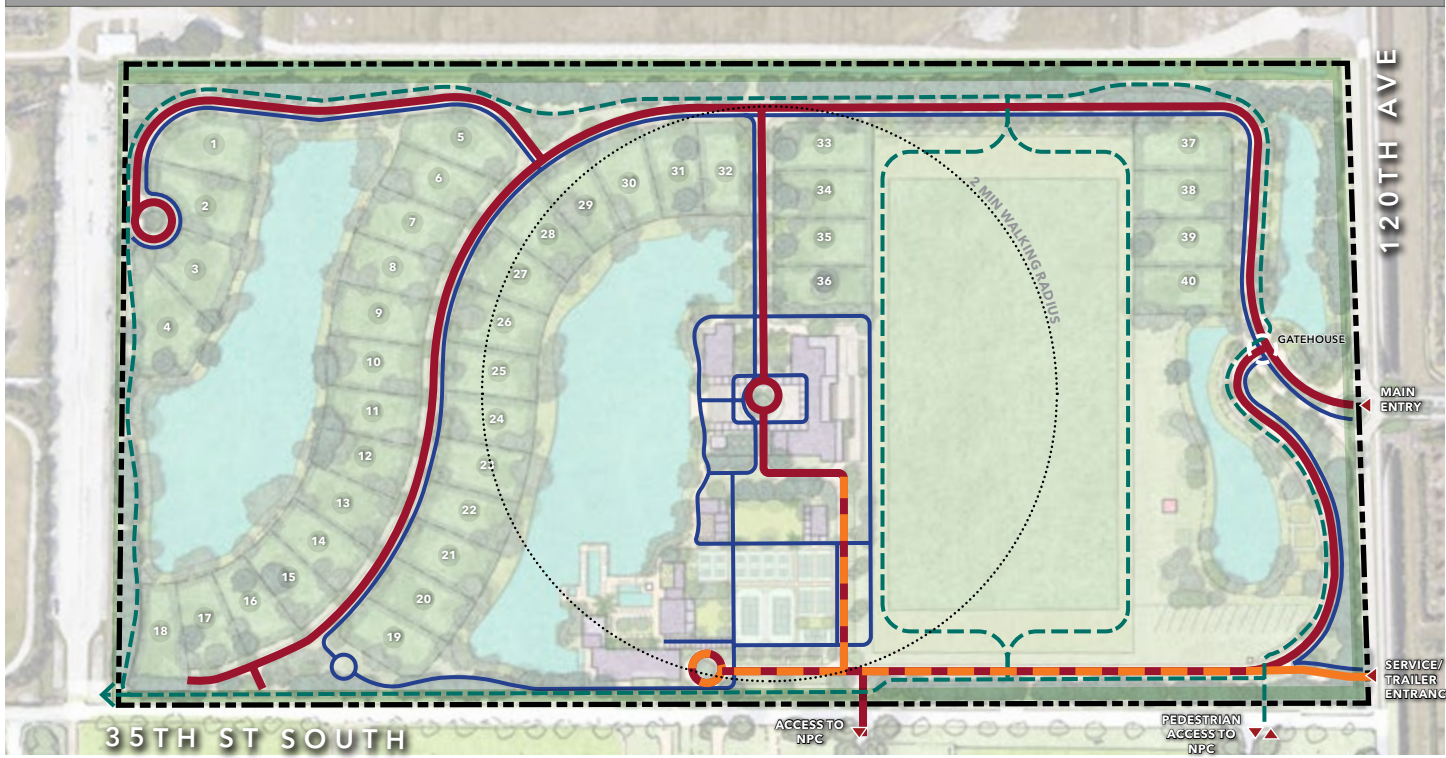 1
2
3
4
5
6
7
8
9
10
11
12
13
14
15
16
17
18
19
20
21
22
23
24
25
26
27
28
29
30
31
32
33
34
35
36
37
38
39
40
2 MIN WALKING RADIUS
120TH AVE
GATEHOUSE
MAIN
ENTRY
SERVICE/
TRAILER
ENTRANC
ACCESS TO
NPC
PEDESTRIAN
ACCESS TO
NPC
35TH ST SOUTH